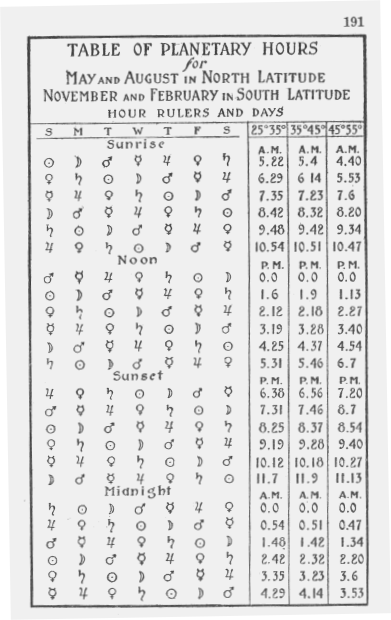 191
TABLE OF PLANETARY HOURS
for
MAY AND AUGUST IN NORTH LATITUDE
NOVEMBER AND FEBRUARY IN SOUTH LATITUDE
HOUR RULERS AND DAYS
S M T W T F S 25°35° 35°45° 45°55°
Sunrise A.M. A.M. A.M.
☉ ☽ ♂ ☿ ♃ ♀ ♄ 5.22 5.4 4.40
♀ ♄ ☉ ☽ ♂ ☿ ♃ 6.29 6 14 5.53
☿ ♃ ♀ ♄ ☉ ☽ ♂ 7.35 7.23 7.6
☽ ♂ ☿ ♃ ♀ ♄ ☉ 8.42 8.32 8.20
♄ ☉ ☽ ♂ ☿ ♃ ♀ 9.48 9.42 9.34
♃ ♀ ♄ ☉ ☽ ♂ ☿ 10.54 10.51 10.47
Noon P.M. P.M. P.M.
♂ ☿ ♃ ♀ ♄ ☉ ☽ 0.0 0.0 0.0
☉ ☽ ♂ ☿ ♃ ♀ ♄ 1.6 1.9 1.13
♀ ♄ ☉ ☽ ♂ ☿ ♃ 2.12 2.18 2.27
☿ ♃ ♀ ♄ ☉ ☽ ♂ 3.19 3.28 3.40
☽ ♂ ☿ ♃ ♀ ♄ ☉ 4.25 4.37 4.54
♄ ☉ ☽ ♂ ☿ ♃ ♀ 5.31 5.46 6.7
Sunset P.M. P.M. P.M.
♃ ♀ ♄ ☉ ☽ ♂ ☿ 6.38 6.56 7.20
♂ ☿ ♃ ♀ ♄ ☉ ☽ 7.31 7.46 8.7
☉ ☽ ♂ ☿ ♃ ♀ ♄ 8.25 8.37 8.54
♀ ♄ ☉ ☽ ♂ ☿ ♃ 9.19 9.28 9.40
☿ ♃ ♀ ♄ ☉ ☽ ♂ 10.12 10.18 10.27
☽ ♂ ☿ ♃ ♀ ♄ ☉ 11.7 11.9 11.13
Midnight A.M. A.M. A.M.
♄ ☉ ☽ ♂ ☿ ♃ ♀ 0.0 0.0 0.0
♃ ♀ ♄ ☉ ☽ ♂ ☿ 0.54 0.51 0.47
♂ ☿ ♃ ♀ ♄ ☉ ☽ 1.48 1.42 1.34
☉ ☽ ♂ ☿ ♃ ♀ ♄ 2.42 2.32 2.20
♀ ♄ ☉ ☽ ♂ ☿ ♃ 3.35 3.23 3.6
☿ ♃ ♀ ♄ ☉ ☽ ♂ 4.29 4.14 3.53